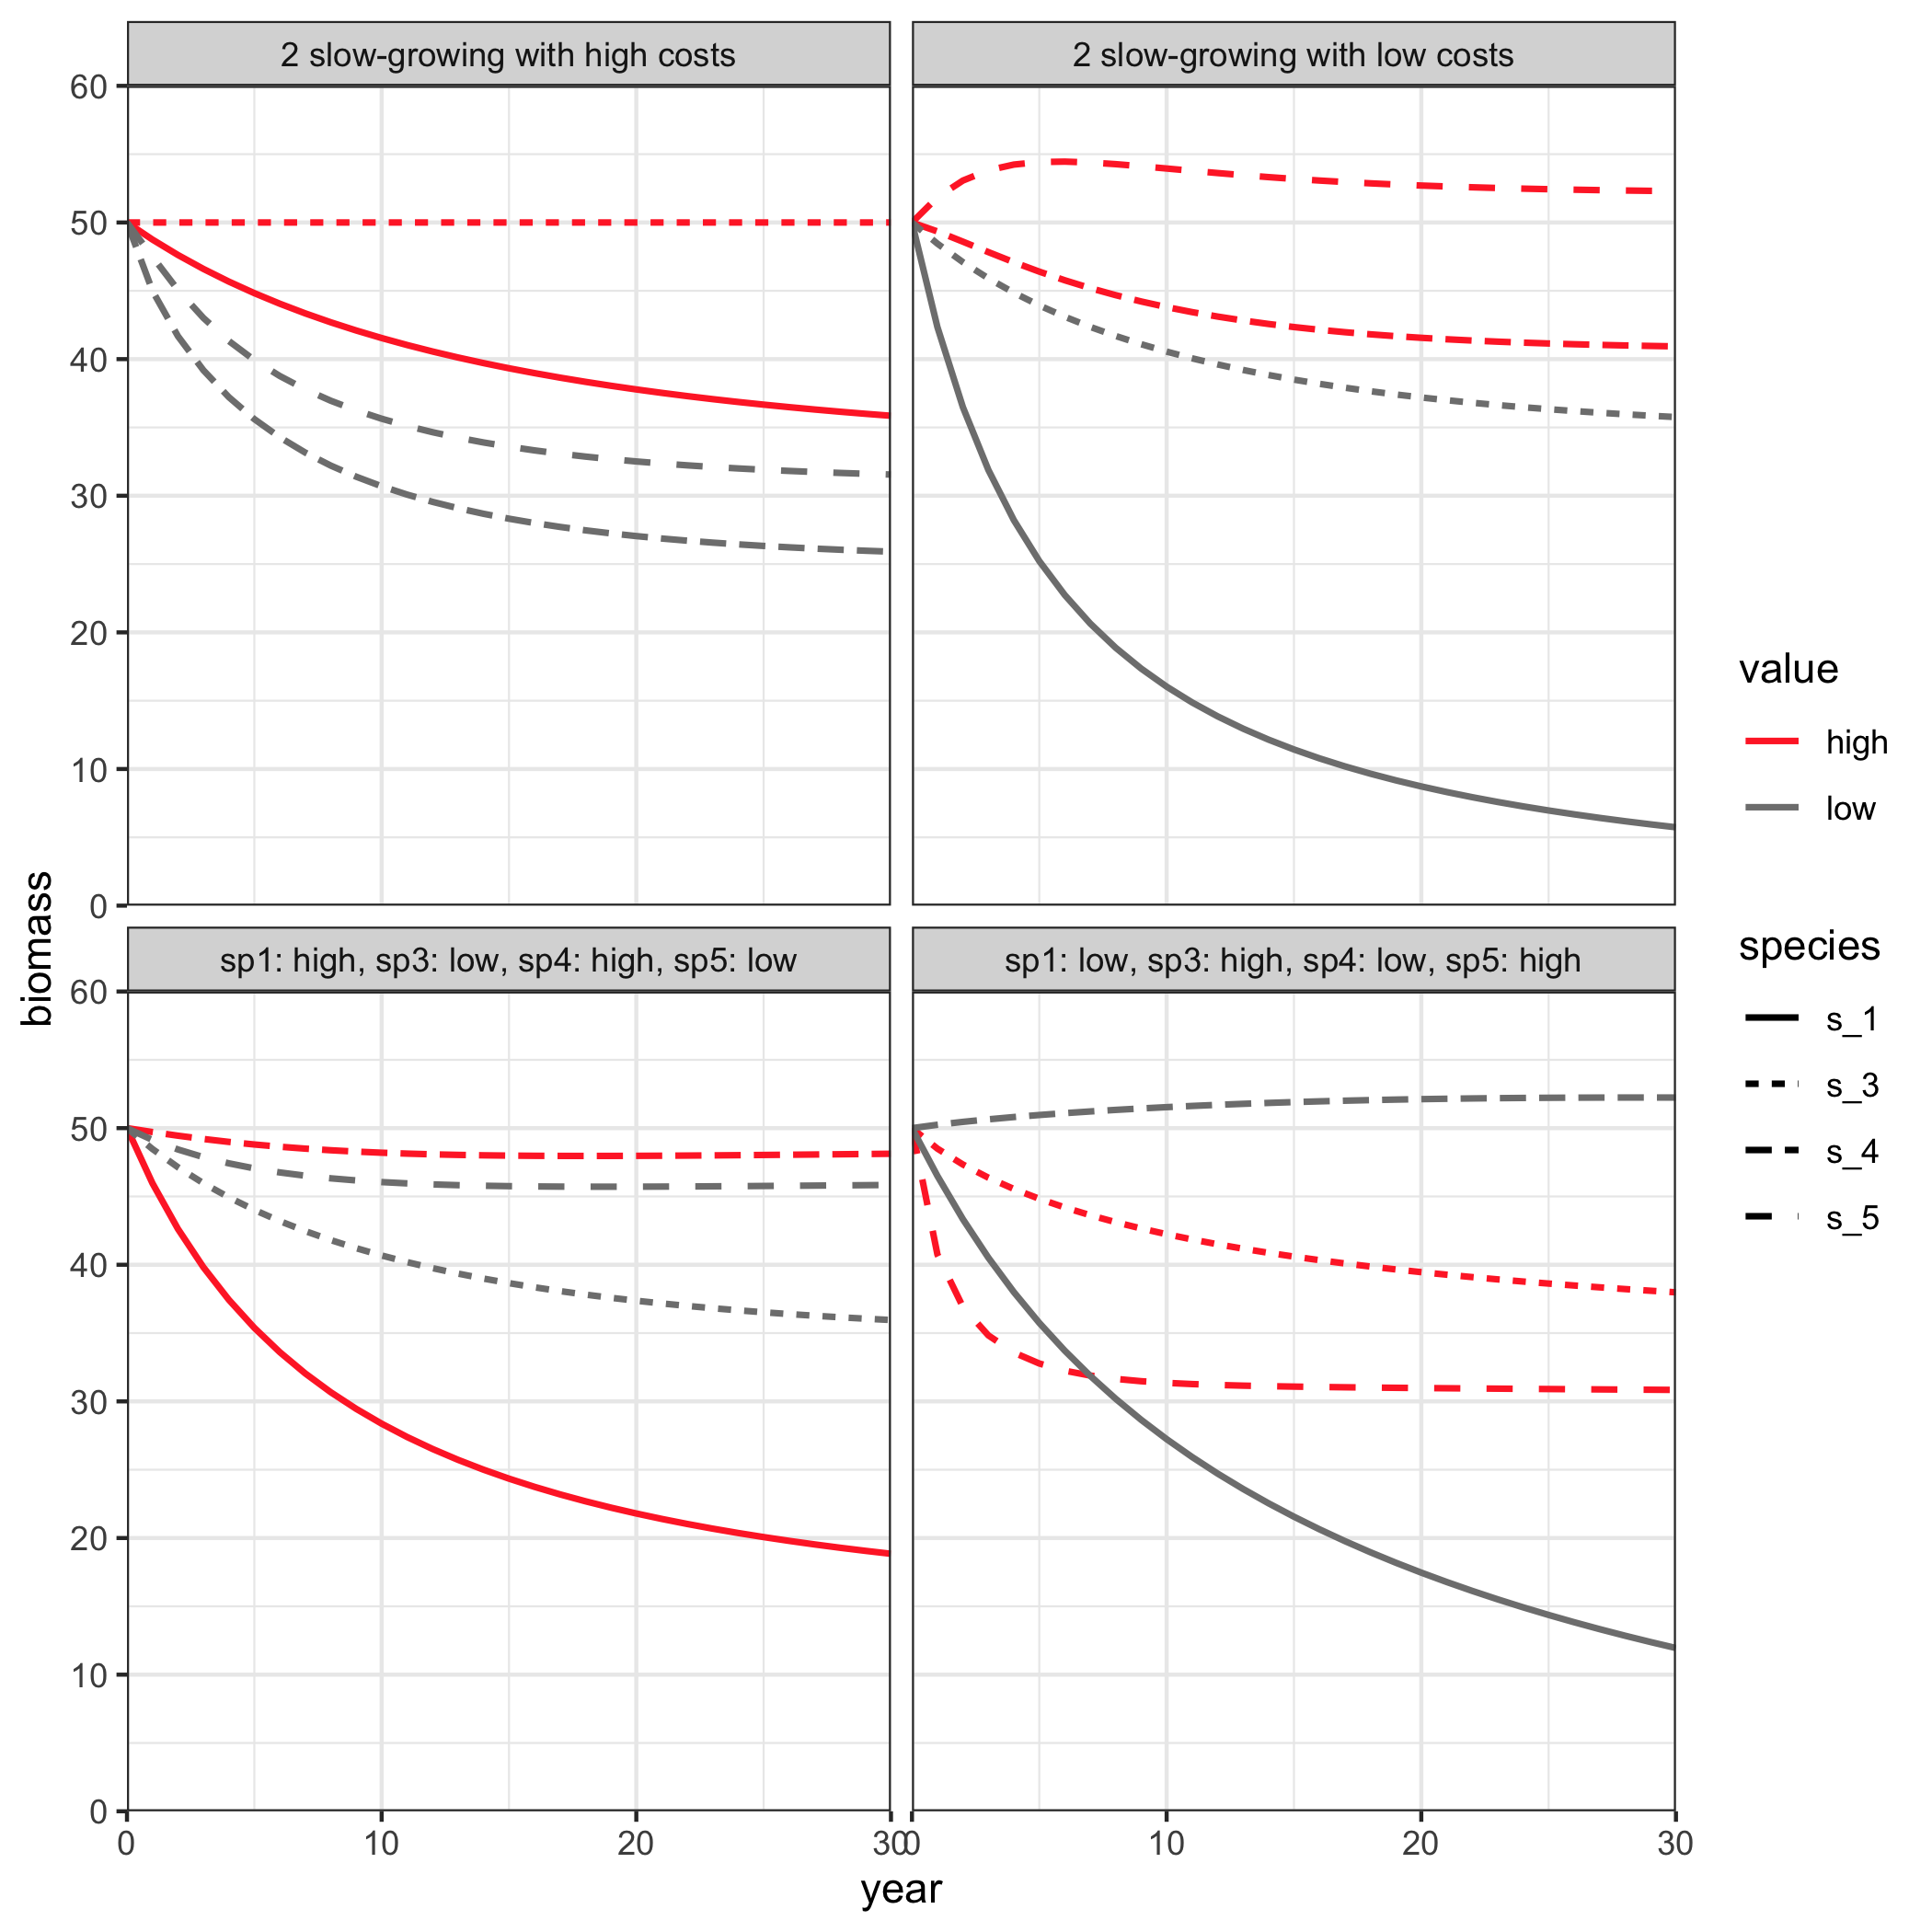 2 slow-growing with high costs
2 slow-growing with low costs
60
50
40
30
20
10
0
sp1: high, sp3: low, sp4: high, sp5: low
sp1: low, sp3: high, sp4: low, sp5: high
60
50
40
30
20
10
0
0 10 20 30
0 10 20 30
year
biomass
value
high
low
species
s_1
s_3
s_4
s_5